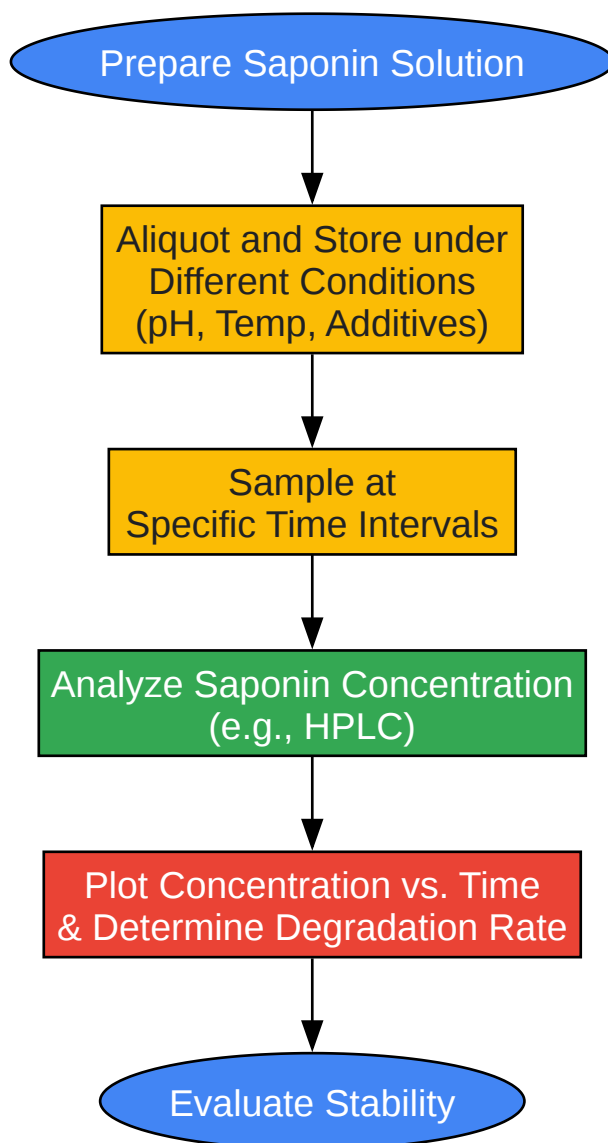 Prepare Saponin Solution
Aliquot and Store under
Different Conditions
(pH, Temp, Additives)
Sample at
Specific Time Intervals
Analyze Saponin Concentration
(e.g., HPLC)
Plot Concentration vs. Time
& Determine Degradation Rate
Evaluate Stability